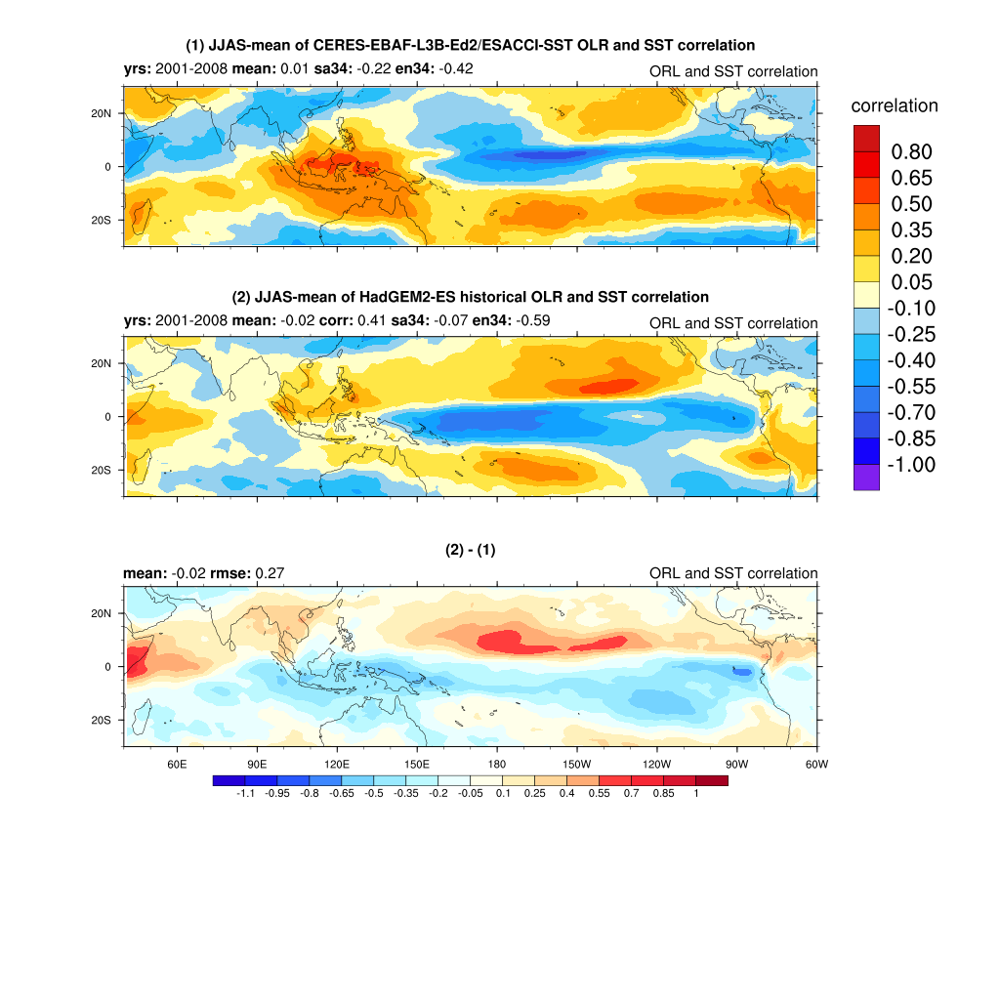 (1) JJAS-mean of CERES-EBAF-L3B-Ed2/ESACCI-SST OLR and SST correlation
yrs: 2001-2008 mean: 0.01 sa34: -0.22 en34: -0.42
ORL and SST correlation
20N
0
20S
correlation
0.80
0.65
0.50
0.35
0.20
0.05
-0.10
-0.25
-0.40
-0.55
-0.70
-0.85
-1.00
(2) JJAS-mean of HadGEM2-ES historical OLR and SST correlation
yrs: 2001-2008 mean: -0.02 corr: 0.41 sa34: -0.07 en34: -0.59
ORL and SST correlation
20N
0
20S
(2) - (1)
mean: -0.02 rmse: 0.27
ORL and SST correlation
20N
0
20S
60E 90E 120E 150E 180 150W 120W 90W 60W
-1.1 -0.95 -0.8 -0.65 -0.5 -0.35 -0.2 -0.05 0.1 0.25 0.4 0.55 0.7 0.85 1